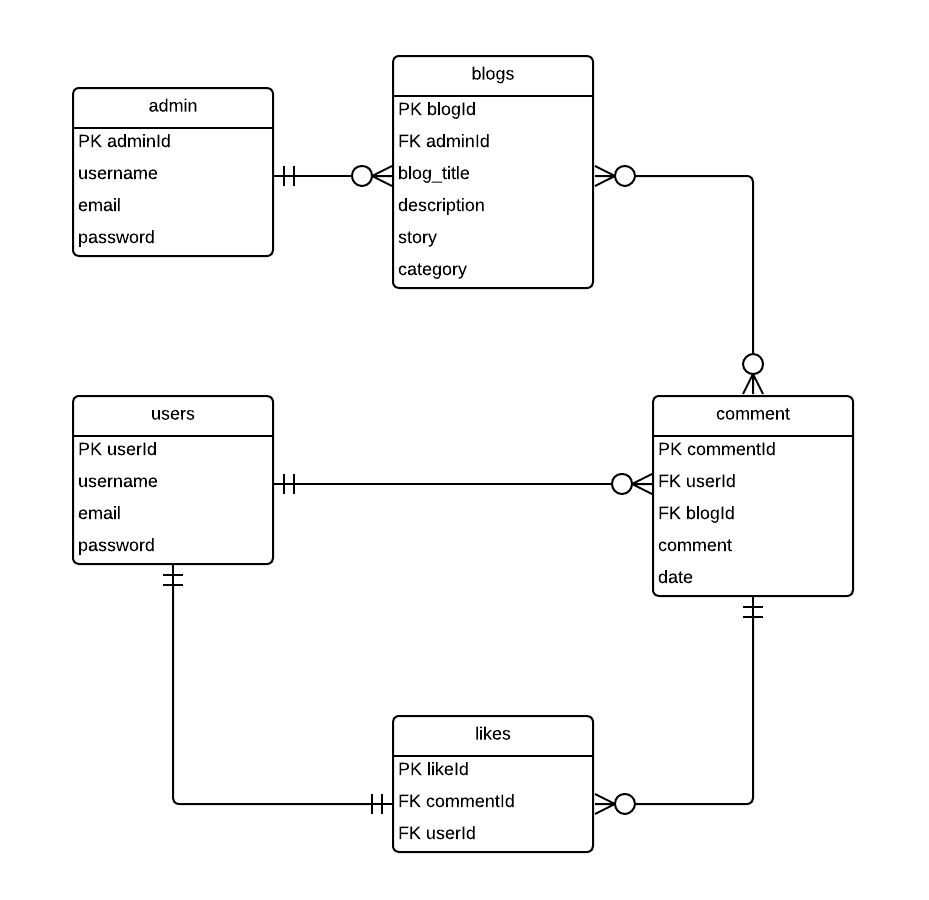 admin
PK adminId
username
email
password
blogs
PK blogId
FK adminId
blog_title
description
story
category
users
PK userId
username
email
password
comment
PK commentId
FK userId
FK blogId
comment
date
likes
PK likeId
FK commentId
FK userId